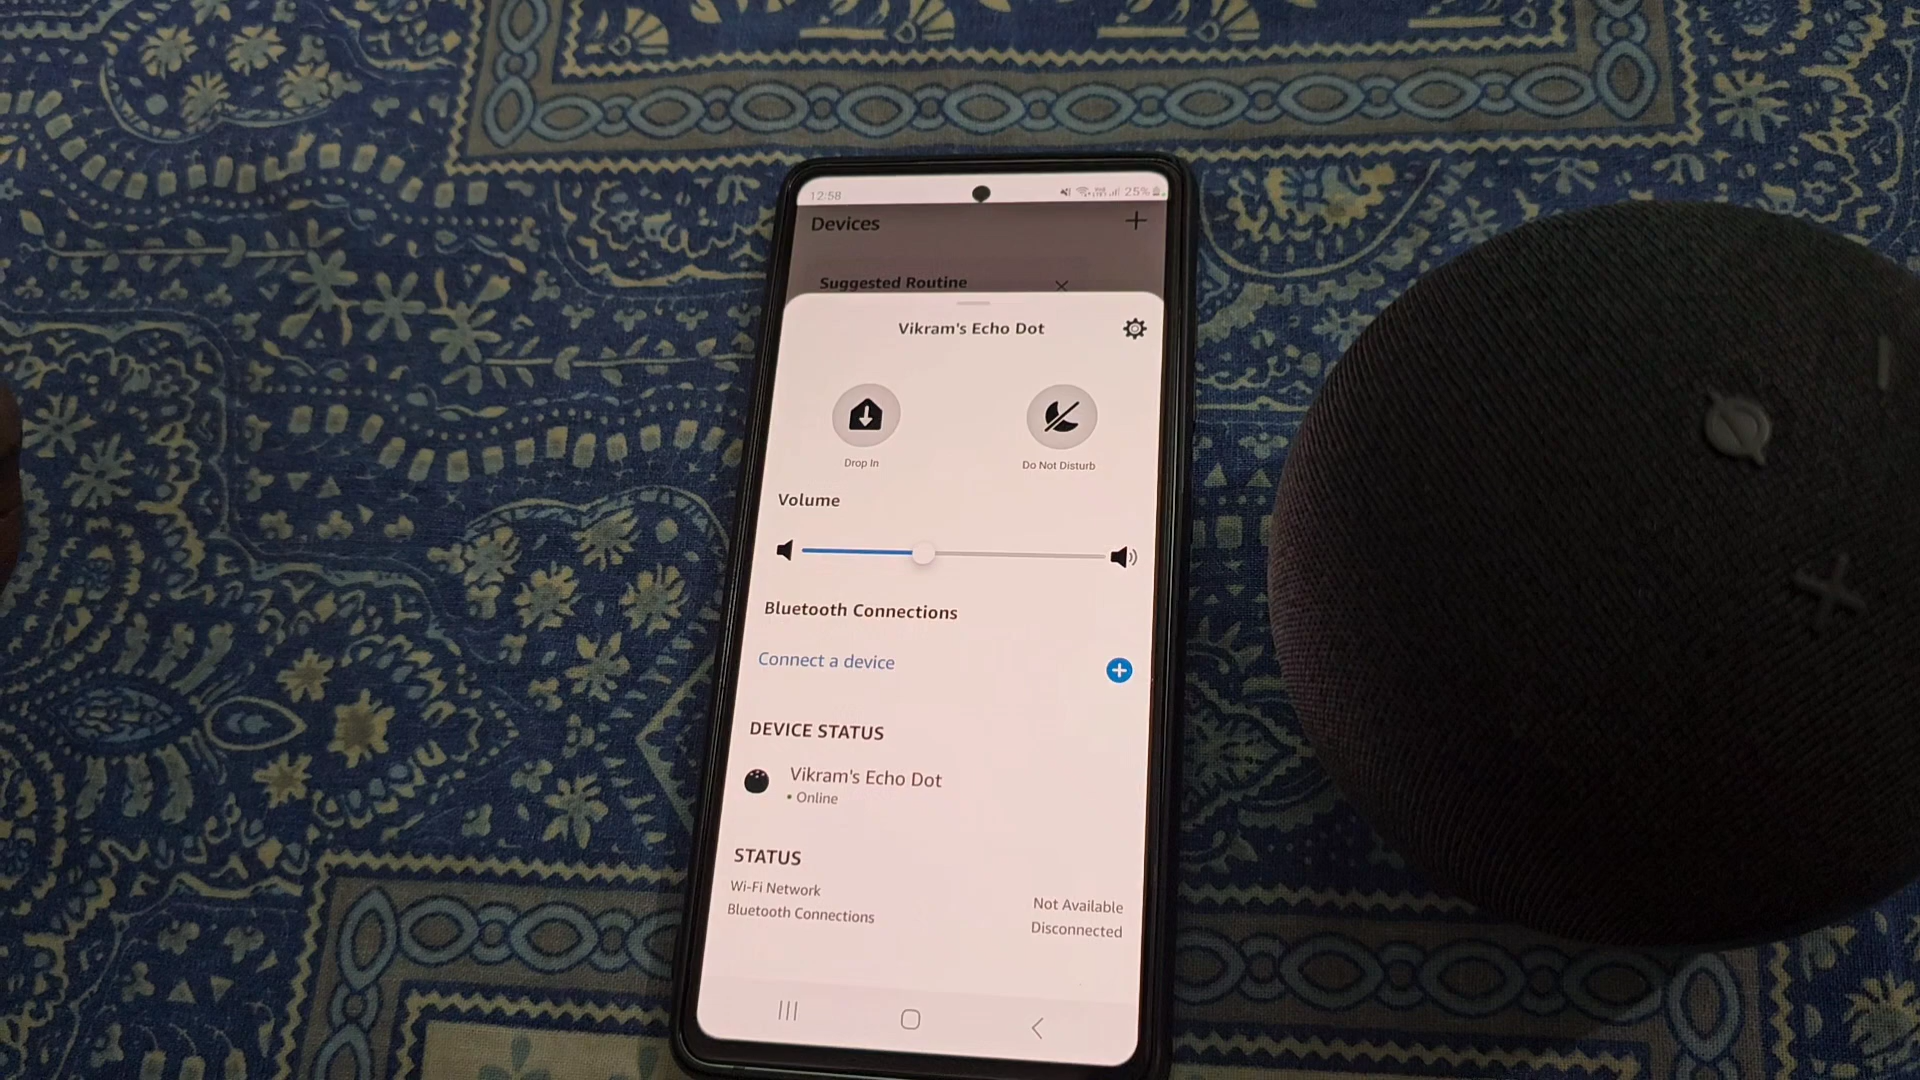 12:58 25%
Devices
Suggested Routine
Vikram's Echo Dot
Drop In Do Not Disturb
Volume
Bluetooth Connections
Connect a device
DEVICE STATUS
Vikram's Echo Dot
• Online
STATUS
Wi-Fi Network Not Available
Bluetooth Connections Disconnected